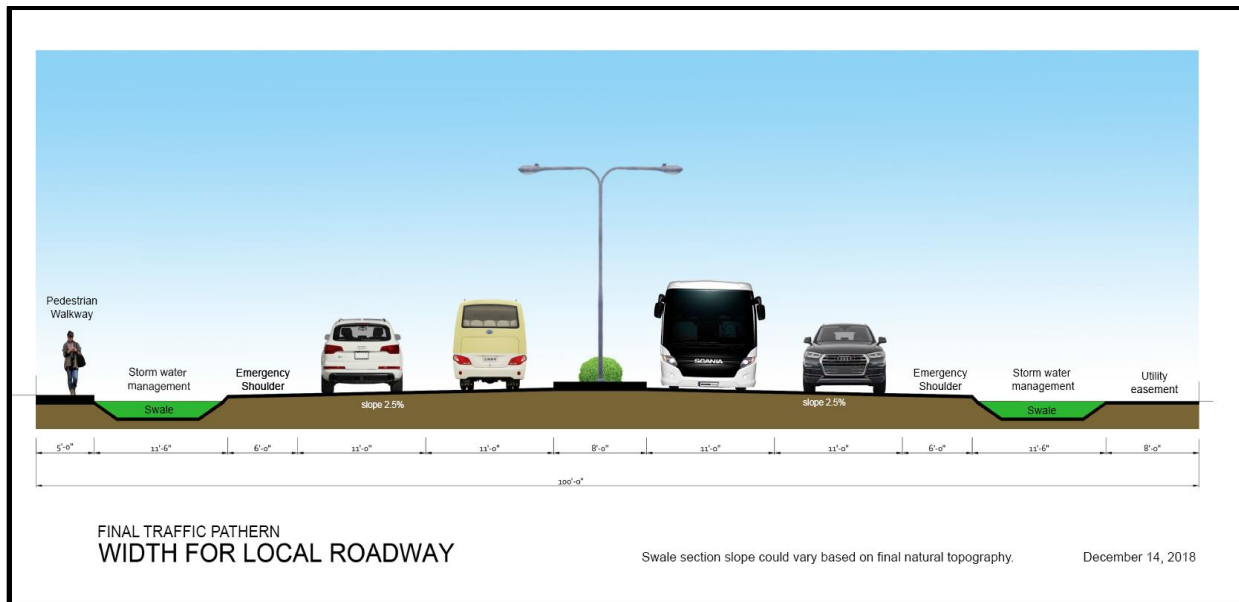 Pedestrian
Walkway
Storm water
management
Emergency
Shoulder
Swale
slope 2.5%
SCANIA
slope 2.5%
Emergency
Shoulder
Storm water
management
Swale
Utility
easement
5'-0"
11'-6"
6'-0"
11'-0"
11'-0"
8'-0"
11'-0"
11'-0"
6'-0"
11'-6"
8'-0"
100'-0"
FINAL TRAFFIC PATHERN
WIDTH FOR LOCAL ROADWAY
Swale section slope could vary based on final natural topography.
December 14, 2018